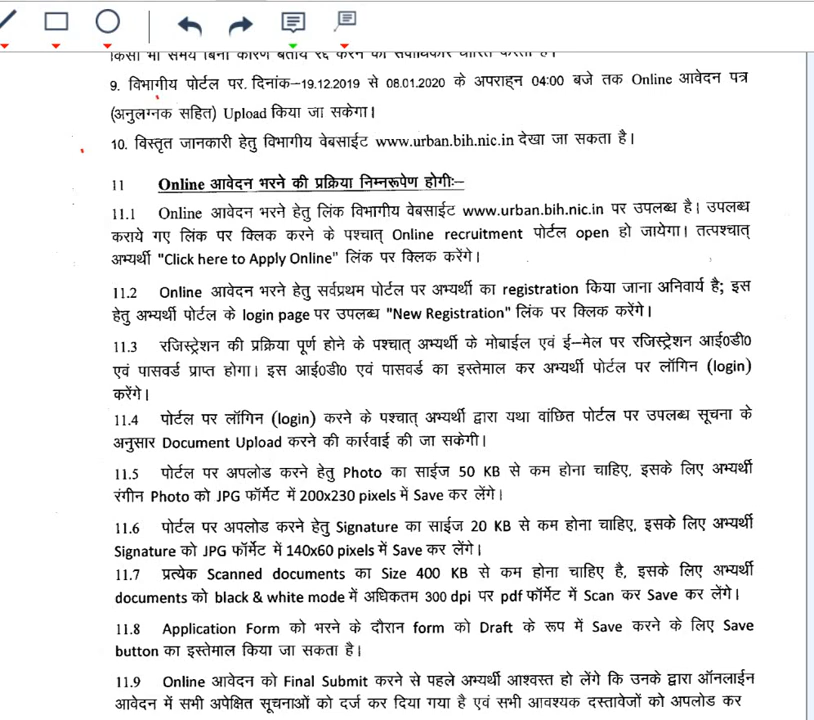 9. विभागीय पोर्टल पर. दिनांक–19.12.2019 से 08.01.2020 के अपराह्न 04:00 बजे तक Online आवेदन पत्र
(अनुलग्नक सहित) Upload किया जा सकेगा।
10. विस्तृत जानकारी हेतु विभागीय वेबसाईट www.urban.bih.nic.in देखा जा सकता है।
11 Online आवेदन भरने की प्रक्रिया निम्नरूपेण होगीः–
11.1 Online आवेदन भरने हेतु लिंक विभागीय वेबसाईट www.urban.bih.nic.in पर उपलब्ध है। उपलब्ध
कराये गए लिंक पर क्लिक करने के पश्चात् Online recruitment पोर्टल open हो जायेगा। तत्पश्चात्
अभ्यर्थी "Click here to Apply Online" लिंक पर क्लिक करेंगे।
11.2 Online आवेदन भरने हेतु सर्वप्रथम पोर्टल पर अभ्यर्थी का registration किया जाना अनिवार्य है; इस
हेतु अभ्यर्थी पोर्टल के login page पर उपलब्ध "New Registration" लिंक पर क्लिक करेंगे।
11.3 रजिस्ट्रेशन की प्रक्रिया पूर्ण होने के पश्चात् अभ्यर्थी के मोबाईल एवं ई–मेल पर रजिस्ट्रेशन आई0डी0
एवं पासवर्ड प्राप्त होगा। इस आई0डी0 एवं पासवर्ड का इस्तेमाल कर अभ्यर्थी पोर्टल पर लॉगिन (login)
करेंगे।
11.4 पोर्टल पर लॉगिन (login) करने के पश्चात् अभ्यर्थी द्वारा यथा वांछित पोर्टल पर उपलब्ध सूचना के
अनुसार Document Upload करने की कार्रवाई की जा सकेगी।
11.5 पोर्टल पर अपलोड करने हेतु Photo का साईज 50 KB से कम होना चाहिए, इसके लिए अभ्यर्थी
रंगीन Photo को JPG फॉर्मेट में 200x230 pixels में Save कर लेंगे।
11.6 पोर्टल पर अपलोड करने हेतु Signature का साईज 20 KB से कम होना चाहिए, इसके लिए अभ्यर्थी
Signature को JPG फॉर्मेट में 140x60 pixels में Save कर लेंगे।
11.7 प्रत्येक Scanned documents का Size 400 KB से कम होना चाहिए है, इसके लिए अभ्यर्थी
documents को black & white mode में अधिकतम 300 dpi पर pdf फॉर्मेट में Scan कर Save कर लेंगे।
11.8 Application Form को भरने के दौरान form को Draft के रूप में Save करने के लिए Save
button का इस्तेमाल किया जा सकता है।
11.9 Online आवेदन को Final Submit करने से पहले अभ्यर्थी आश्वस्त हो लेंगे कि उनके द्वारा ऑनलाईन
आवेदन में सभी अपेक्षित सूचनाओं को दर्ज कर दिया गया है एवं सभी आवश्यक दस्तावेजों को अपलोड कर